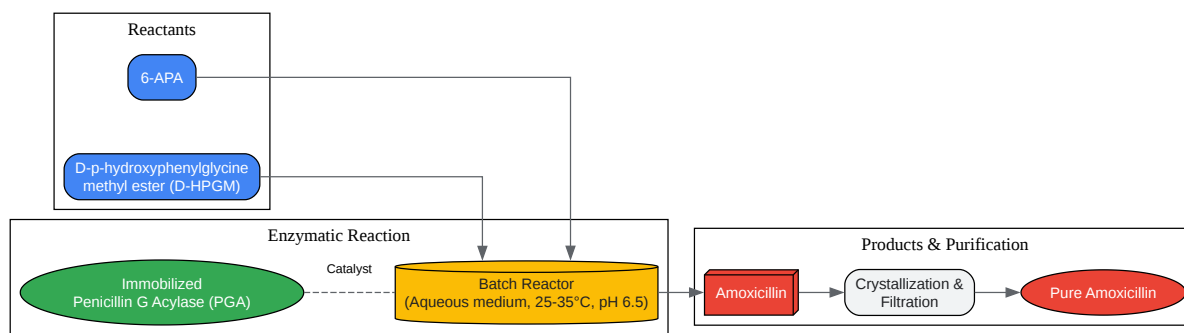 Reactants
6-APA
D-p-hydroxyphenylglycine
methyl ester (D-HPGM)
Enzymatic Reaction
Immobilized
Penicillin G Acylase (PGA)
Catalyst
Batch Reactor
(Aqueous medium, 25-35°C, pH 6.5)
Products & Purification
Amoxicillin
Crystallization &
Filtration
Pure Amoxicillin